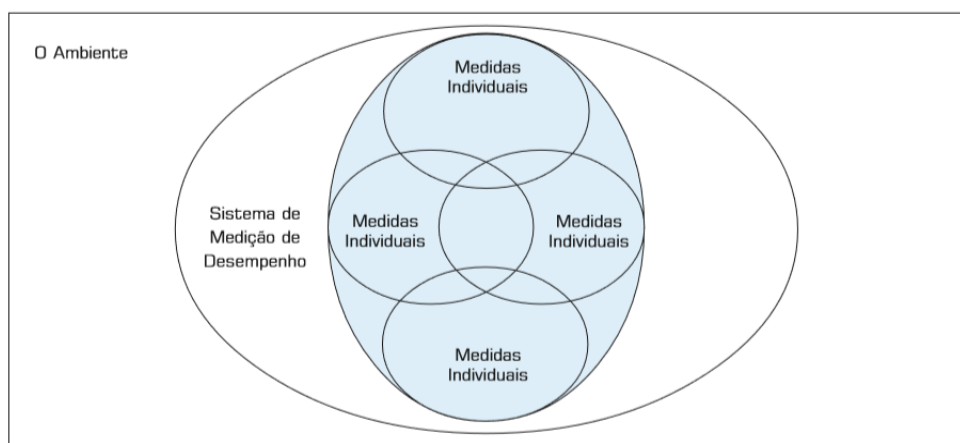 O Ambiente
Medidas
Individuais
Sistema de
Medição de
Desempenho
Medidas
Individuais
Medidas
Individuais
Medidas
Individuais